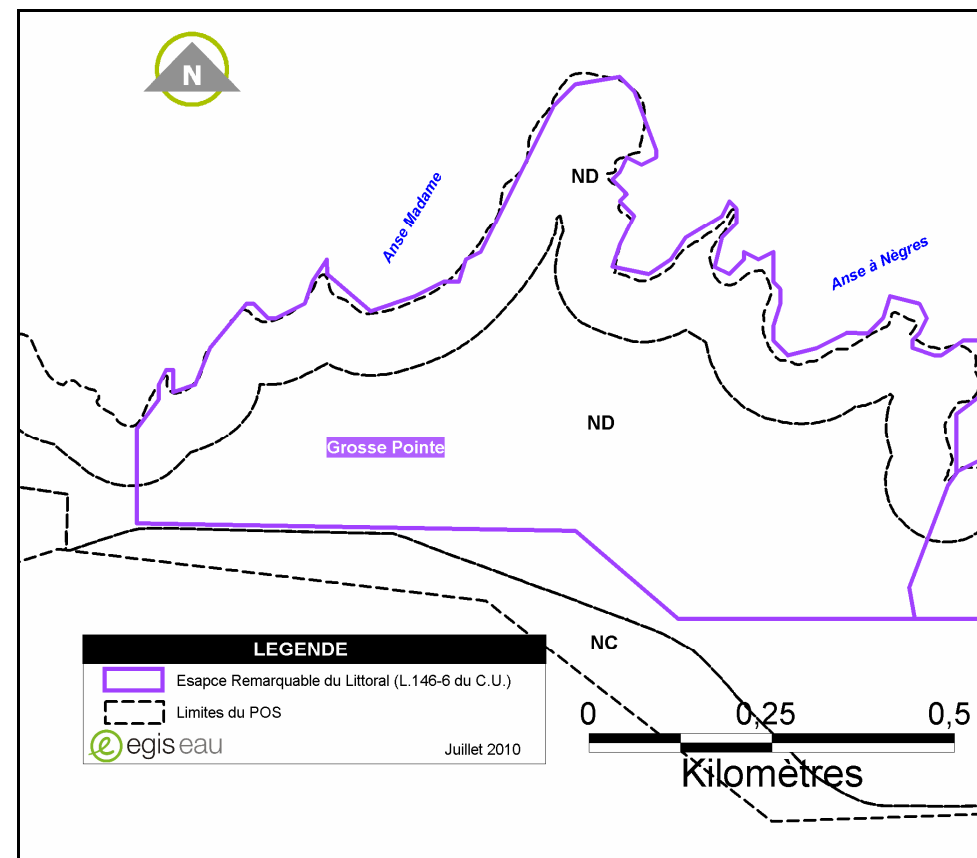 N
ND
Anse Madame
Anse à Nègres
ND
Grosse Pointe
NC
LEGENDE
Esapce Remarquable du Littoral (L.146-6 du C.U.)
Limites du POS
egis eau
Juillet 2010
0 0,25 0,5
Kilomètres